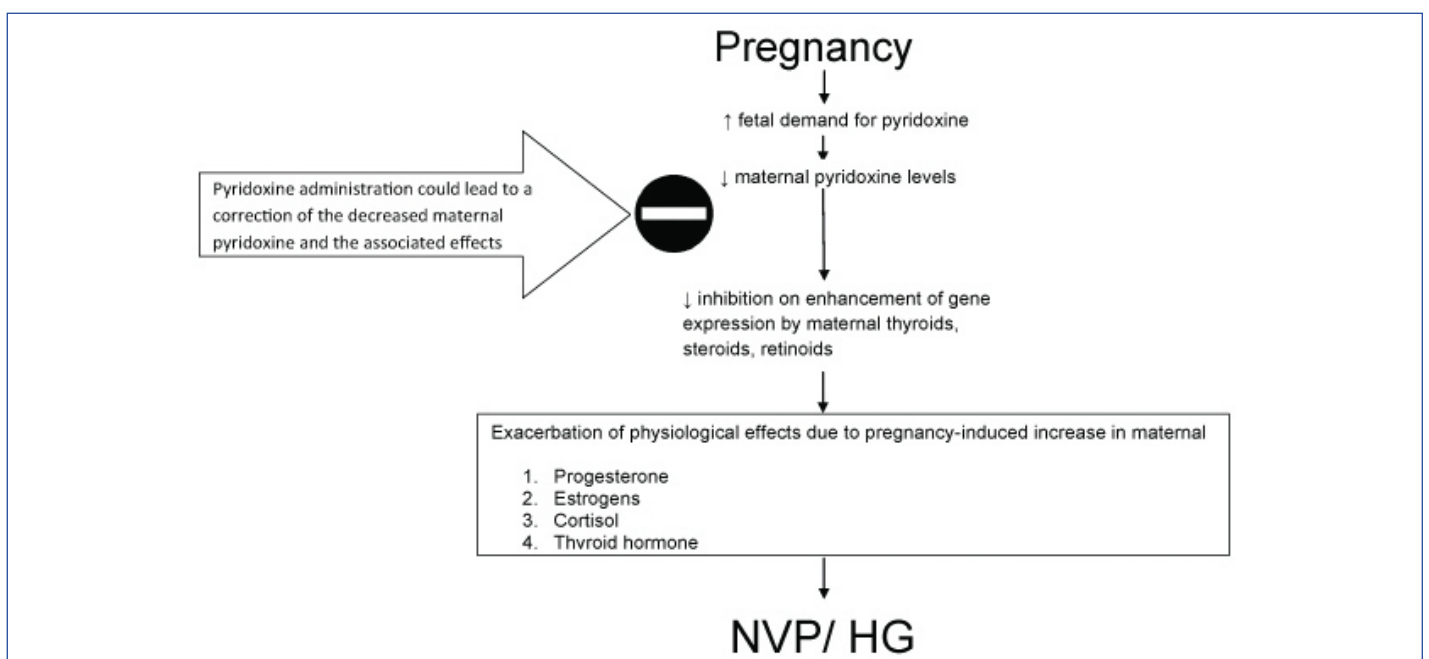 Pregnancy
↑ fetal demand for pyridoxine
↓ maternal pyridoxine levels
Pyridoxine administration could lead to a
correction of the decreased maternal
pyridoxine and the associated effects
↓ inhibition on enhancement of gene
expression by maternal thyroids,
steroids, retinoids
Exacerbation of physiological effects due to pregnancy-induced increase in maternal
1. Progesterone
2. Estrogens
3. Cortisol
4. Thyroid hormone
NVP/ HG